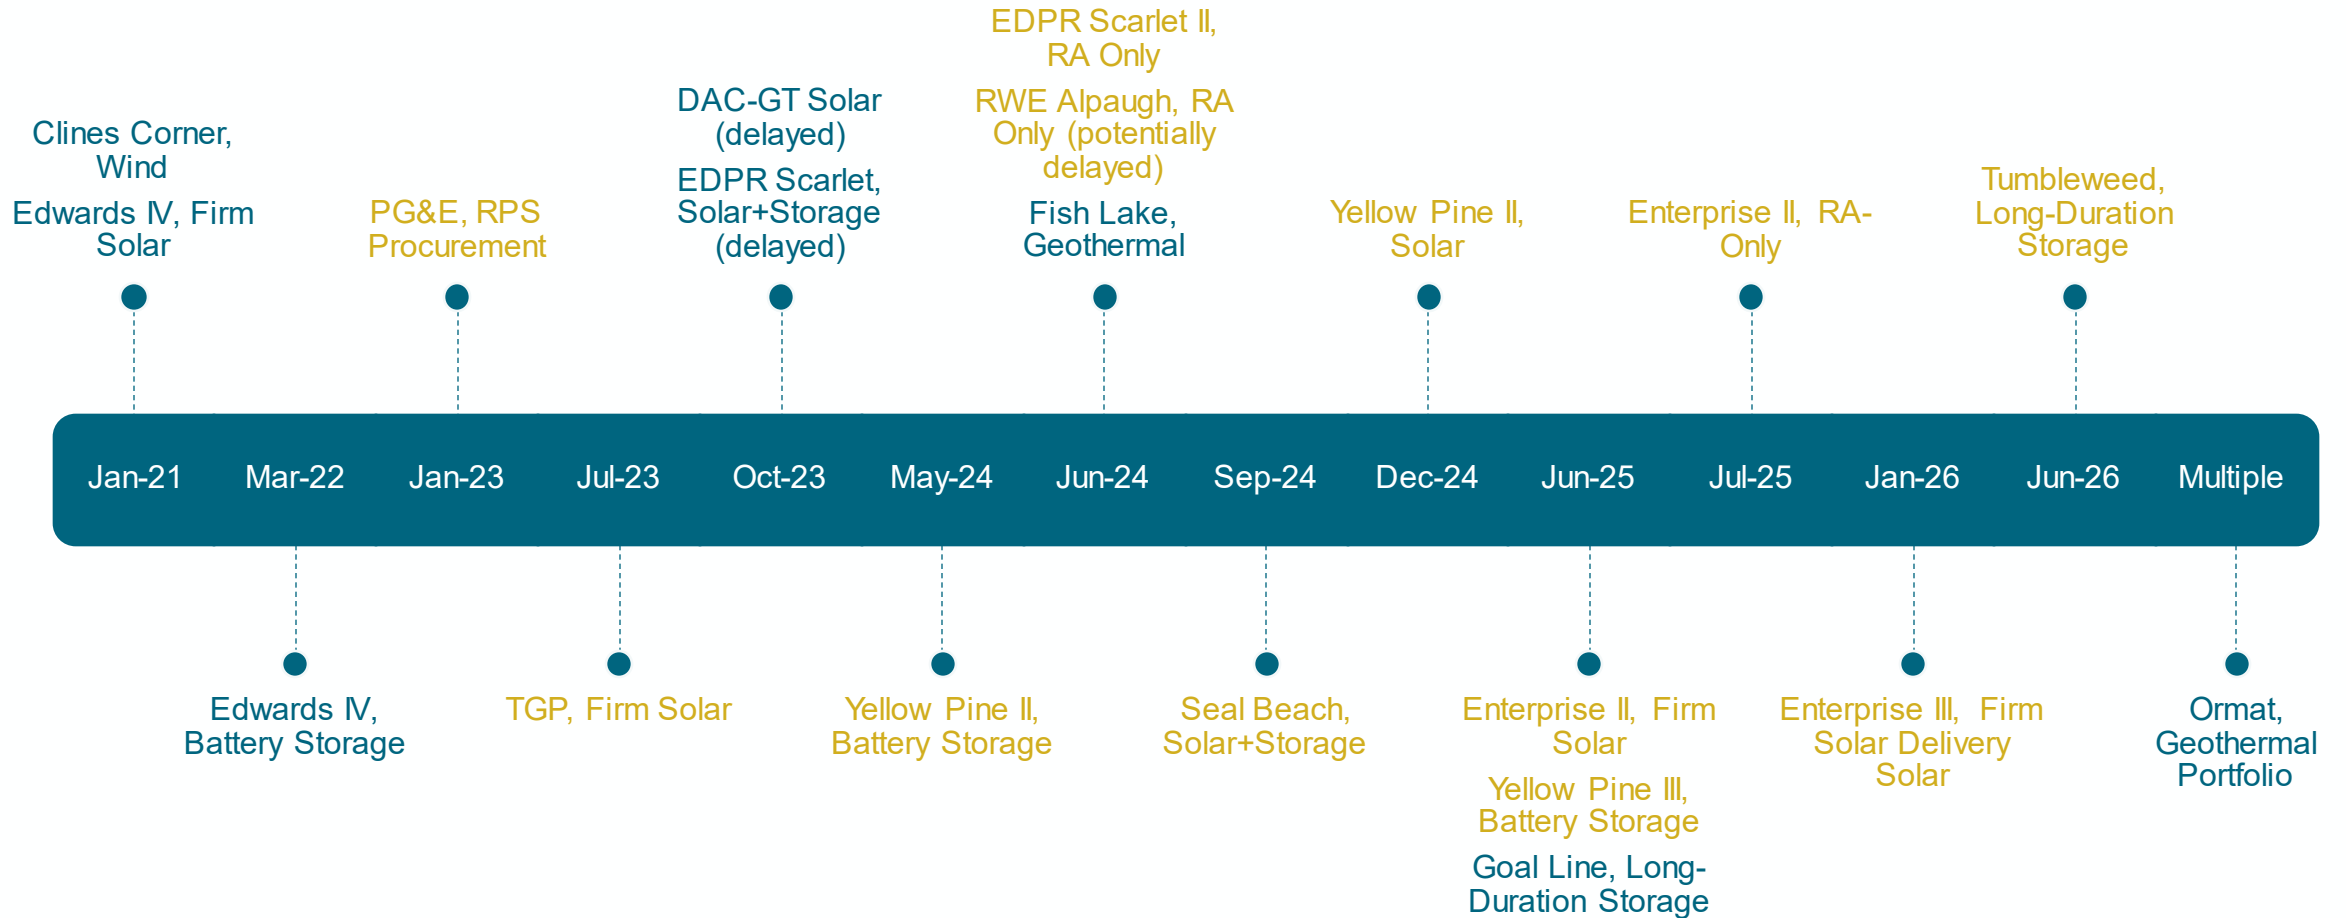 EDPR Scarlet II,
RA Only
RWE Alpaugh, RA
Only (potentially
delayed)
Fish Lake,
Geothermal
DAC-GT Solar
(delayed)
EDPR Scarlet,
Solar+Storage
(delayed)
Clines Corner,
Wind
Edwards IV, Firm
Solar
PG&E, RPS
Procurement
Yellow Pine II,
Solar
Enterprise II, RA-
Only
Tumbleweed,
Long-Duration
Storage
Jan-21
Mar-22
Jan-23
Jul-23
Oct-23
May-24
Jun-24
Sep-24
Dec-24
Jun-25
Jul-25
Jan-26
Jun-26
Multiple
Edwards IV,
Battery Storage
TGP, Firm Solar
Yellow Pine II,
Battery Storage
Seal Beach,
Solar+Storage
Enterprise II, Firm
Solar
Yellow Pine III,
Battery Storage
Goal Line, Long-
Duration Storage
Enterprise III, Firm
Solar Delivery
Solar
Ormat,
Geothermal
Portfolio